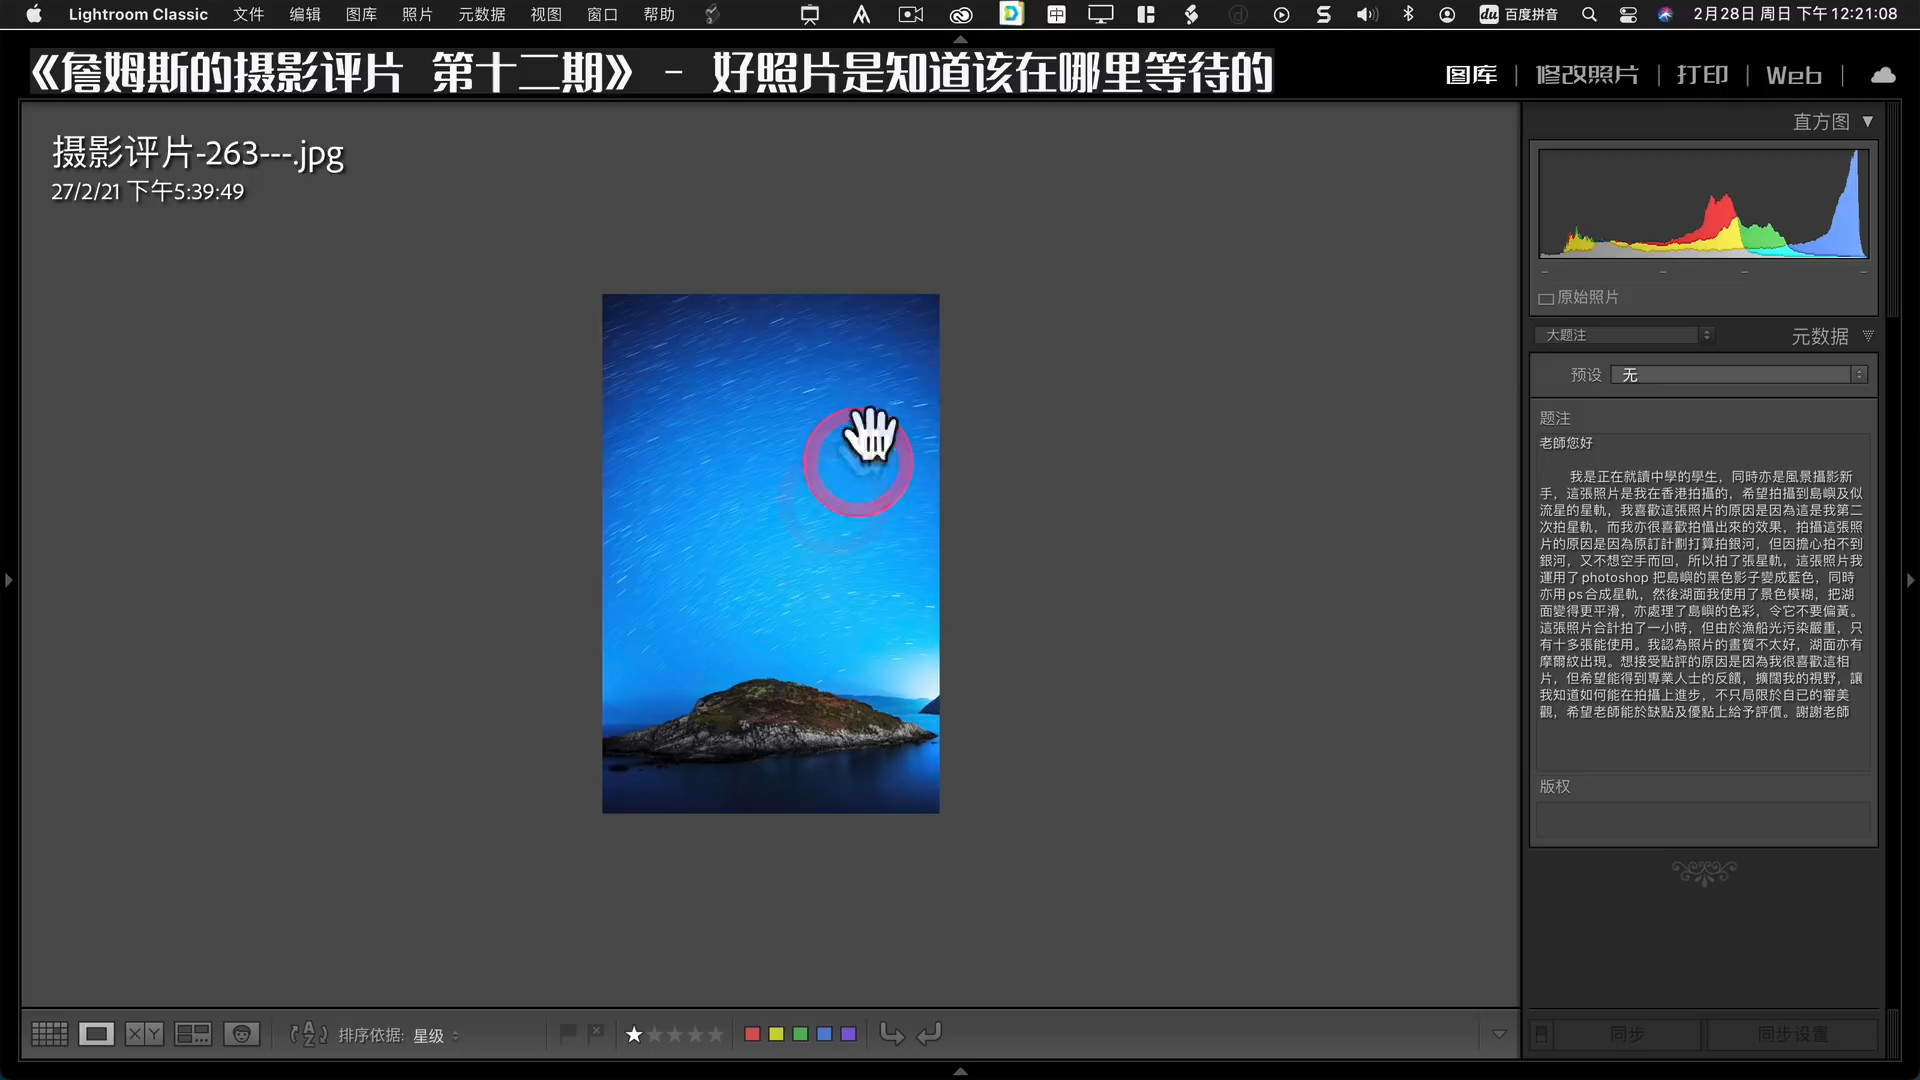 Lightroom Classic 文件 编辑 图库 照片 元数据 视图 窗口 帮助 中 百度拼音 2月28日 周日 下午 12:21:08
《詹姆斯的摄影评片 第十二期》 - 好照片是知道该在哪里等待的
图库 | 修改照片 | 打印 | Web |
摄影评片-263---.jpg
27/2/21 下午5:39:49
直方图
原始照片
大题注 元数据
预设 无
题注
老師您好
我是正在就讀中學的學生，同時亦是風景攝影新
手，這張照片是我在香港拍攝的，希望拍攝到島嶼及似
流星的星軌，我喜歡這張照片的原因是因為這是我第二
次拍星軌，而我亦很喜歡拍懾出來的效果，拍攝這張照
片的原因是因為原訂計劃打算拍銀河，但因擔心拍不到
銀河，又不想空手而回，所以拍了張星軌，這張照片我
運用了photoshop 把島嶼的黑色影子變成藍色，同時
亦用ps合成星軌，然後湖面我使用了景色模糊，把湖
面變得更平滑，亦處理了島嶼的色彩，令它不要偏黃。
這張照片合計拍了一小時，但由於漁船光污染嚴重，只
有十多張能使用。我認為照片的畫質不太好，湖面亦有
摩爾紋出現。想接受點評的原因是因為我很喜歡這相
片，但希望能得到專業人士的反饋，擴闊我的視野，讓
我知道如何能在拍攝上進步，不只局限於自已的審美
觀，希望老師能於缺點及優點上給予評價。謝謝老師
版权
排序依据: 星级
同步 同步设置